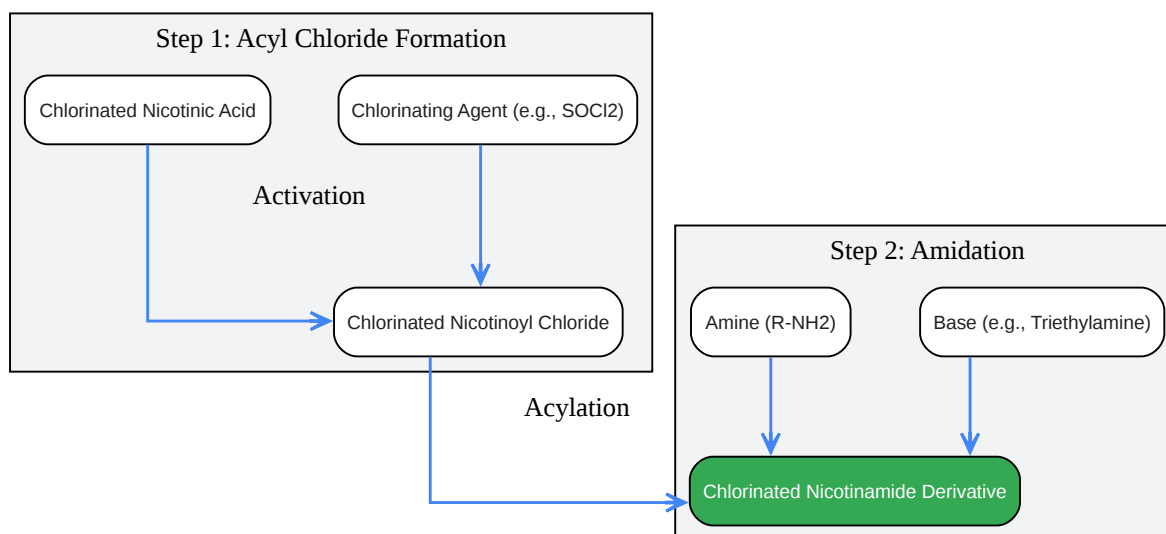 Step 1: Acyl Chloride Formation
Chlorinated Nicotinic Acid
Chlorinating Agent (e.g., SOCl2)
Activation
Chlorinated Nicotinoyl Chloride
Step 2: Amidation
Amine (R-NH2)
Base (e.g., Triethylamine)
Acylation
Chlorinated Nicotinamide Derivative